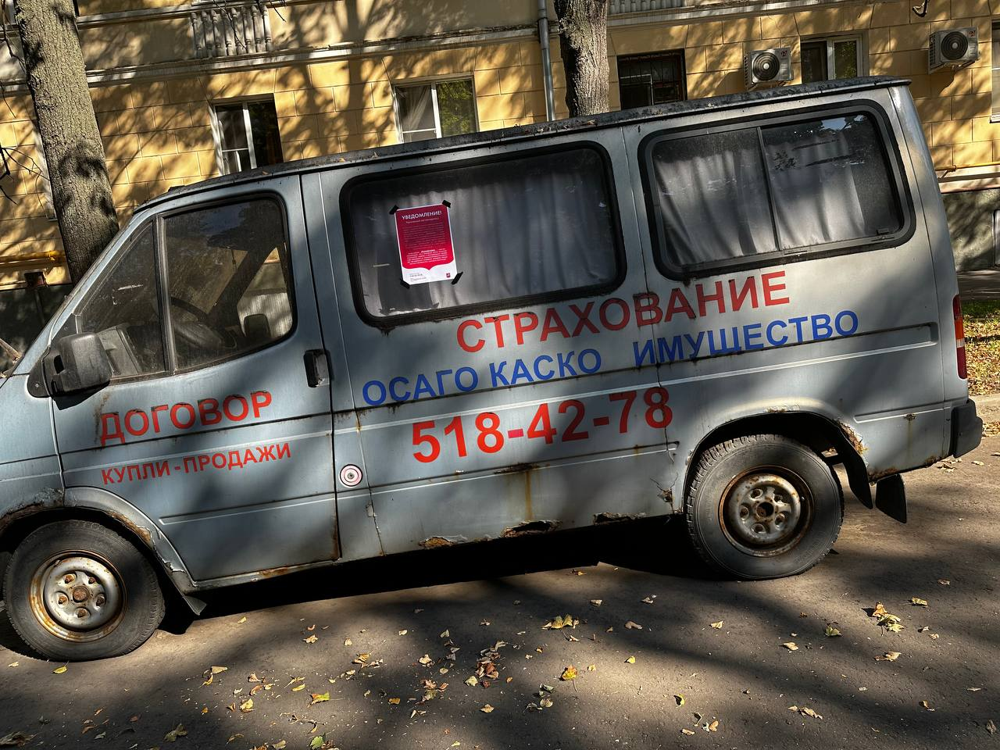 УВЕДОМЛЕНИЕ!
СТРАХОВАНИЕ
ОСАГО КАСКО ИМУЩЕСТВО
518-42-78
ДОГОВОР
КУПЛИ-ПРОДАЖИ